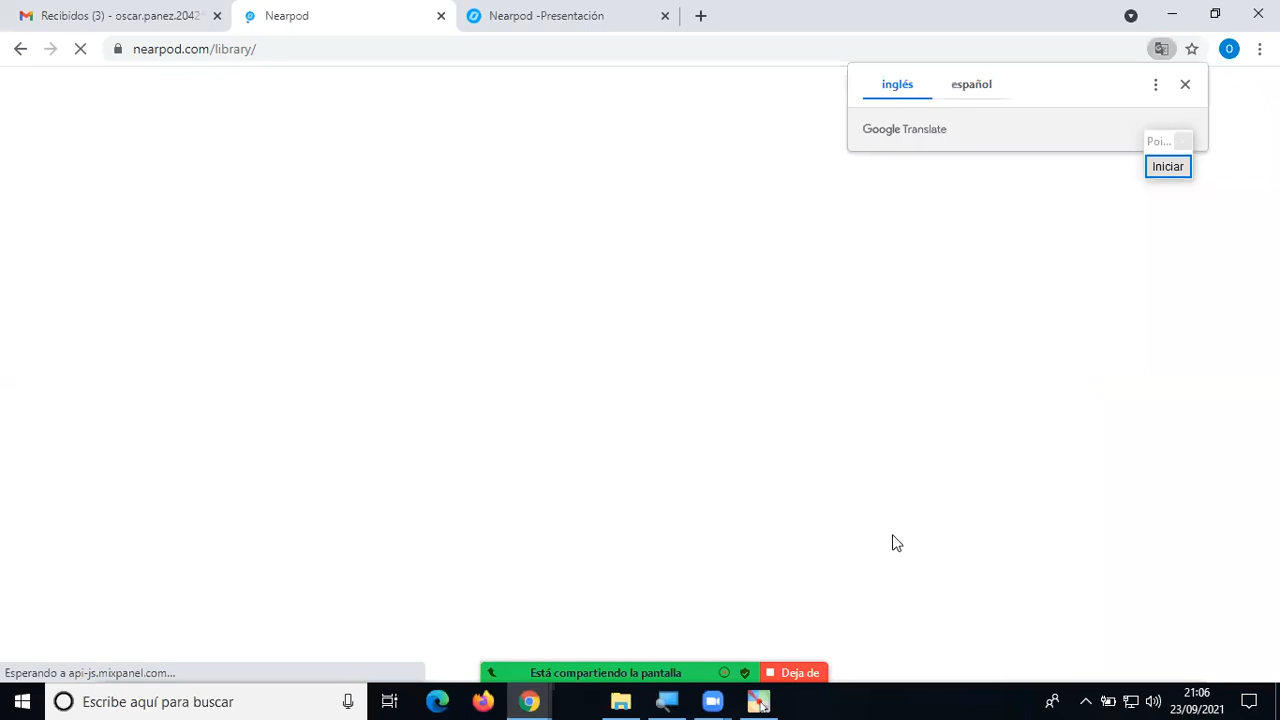 Recibidos (3) - oscar.panez.2042
Nearpod
Nearpod -Presentación
nearpod.com/library/
O
inglés
español
Google Translate
Poi...
Iniciar
Esperando a api-js.mixpanel.com...
Está compartiendo la pantalla
Deja de
Escribe aquí para buscar
21:06
23/09/2021